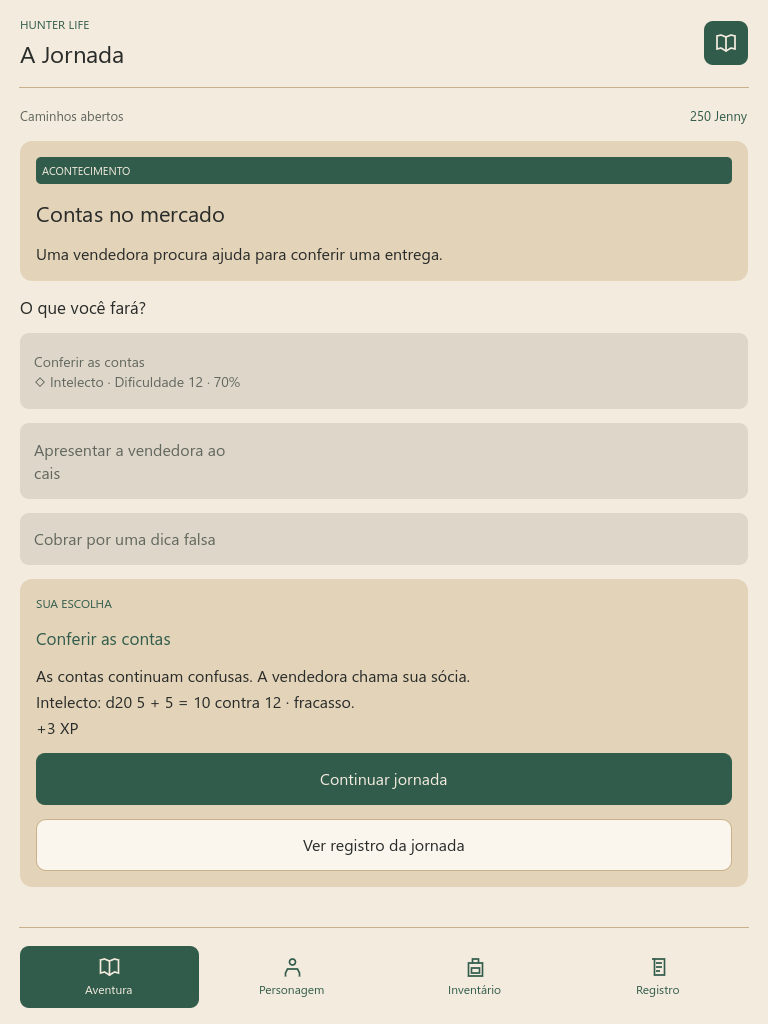 HUNTER LIFE
A Jornada
Caminhos abertos
250 Jenny
ACONTECIMENTO
Contas no mercado
Uma vendedora procura ajuda para conferir uma entrega.
O que você fará?
Conferir as contas
◇ Intelecto · Dificuldade 12 · 70%
Apresentar a vendedora ao
cais
Cobrar por uma dica falsa
SUA ESCOLHA
Conferir as contas
As contas continuam confusas. A vendedora chama sua sócia.
Intelecto: d20 5 + 5 = 10 contra 12 · fracasso.
+3 XP
Continuar jornada
Ver registro da jornada
Aventura
Personagem
Inventário
Registro